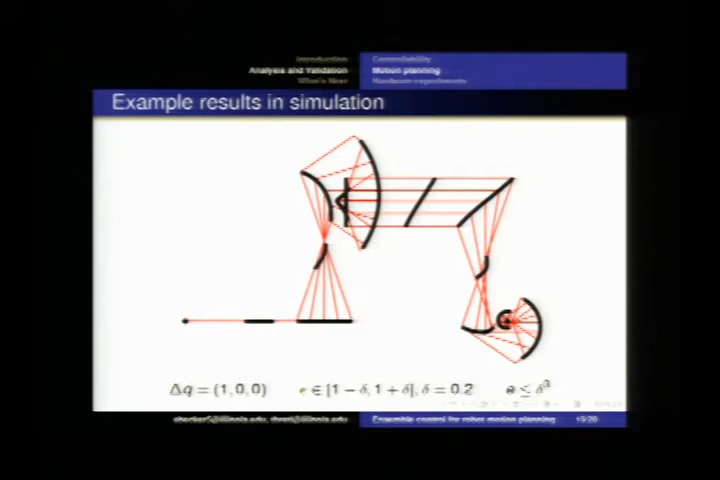 Introduction
Controllability
Analysis and Validation
Motion planning
What's Next
Hardware experiments
Example results in simulation
Δq = (1, 0, 0) ϵ ∈ [1 − δ, 1 + δ], δ = 0.2 e ≤ δ³
Ensemble control for robot motion planning